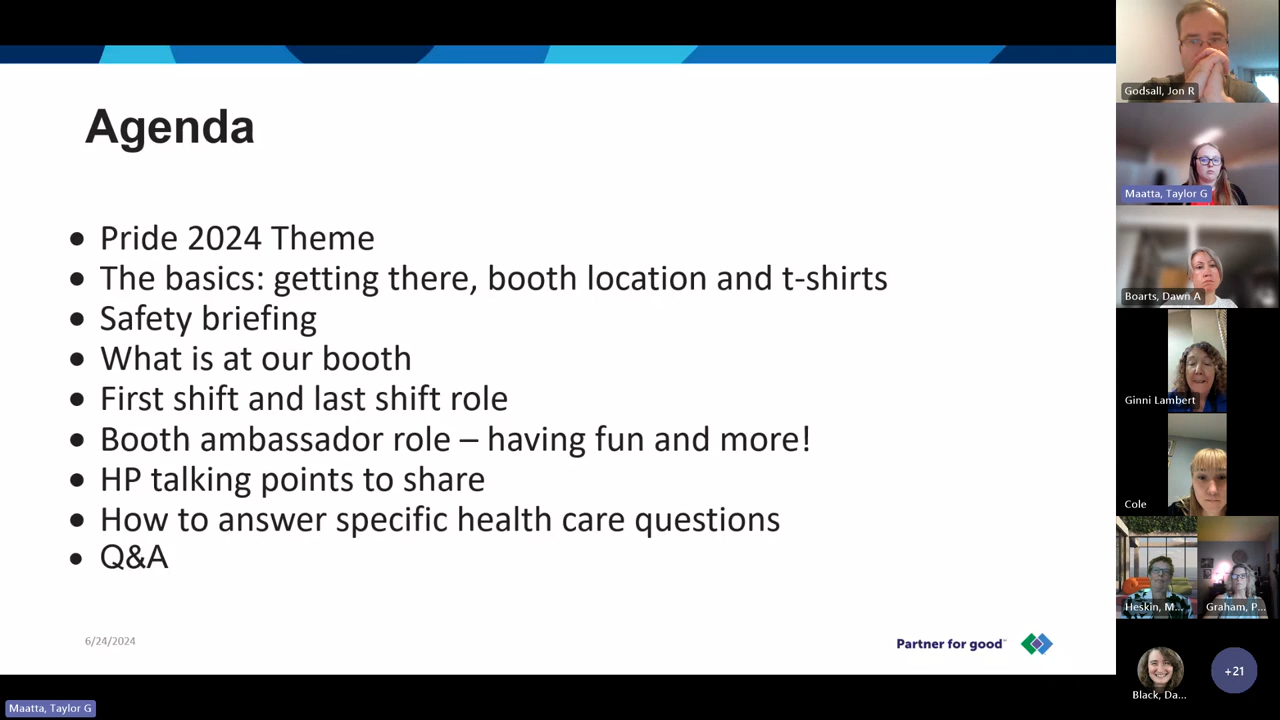 Agenda
• Pride 2024 Theme
• The basics: getting there, booth location and t-shirts
• Safety briefing
• What is at our booth
• First shift and last shift role
• Booth ambassador role – having fun and more!
• HP talking points to share
• How to answer specific health care questions
• Q&A
6/24/2024
Partner for good™
Maatta, Taylor G
Godsall, Jon R
Maatta, Taylor G
Boarts, Dawn A
Ginni Lambert
Cole
Heskin, M...
Graham, P...
Black, Da...
+21